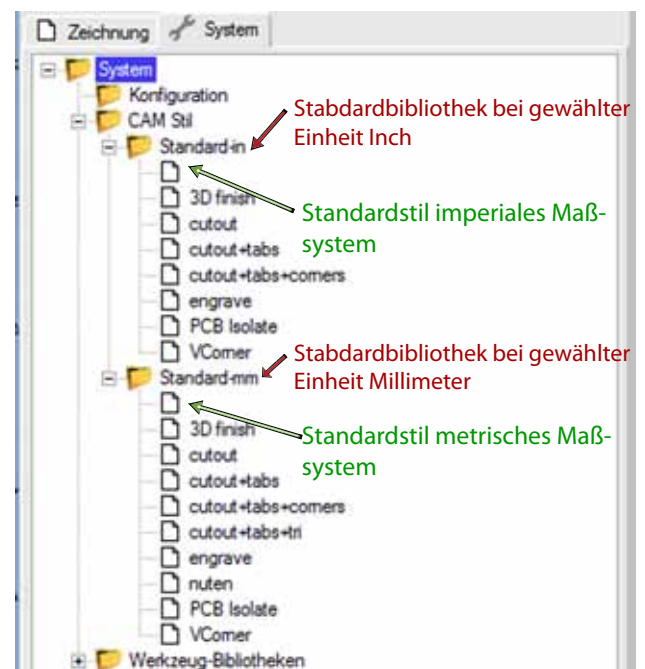 Zeichnung System
System
Konfiguration
CAM Stil
Stabdardbibliothek bei gewählter
Einheit Inch
Standard-in
3D finish
Standardstil imperiales Maß-
system
cutout
cutout+tabs
cutout+tabs+corners
engrave
PCB Isolate
VCorner
Stabdardbibliothek bei gewählter
Einheit Millimeter
Standard-mm
3D finish
Standardstil metrisches Maß-
system
cutout
cutout+tabs
cutout+tabs+corners
cutout+tabs+tri
engrave
nuten
PCB Isolate
VCorner
Werkzeug-Bibliotheken